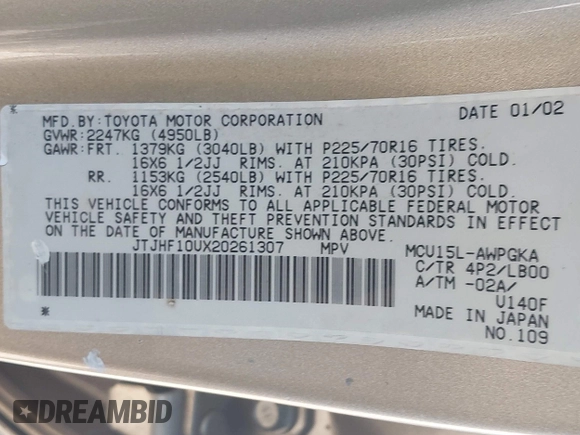 MFD.BY:TOYOTA MOTOR CORPORATION DATE 01/02
GVWR:2247KG (4950LB)
GAWR:FRT. 1379KG (3040LB) WITH P225/70R16 TIRES.
16X6 1/2JJ RIMS. AT 210KPA (30PSI) COLD.
RR. 1153KG (2540LB) WITH P225/70R16 TIRES.
16X6 1/2JJ RIMS. AT 210KPA (30PSI) COLD.
THIS VEHICLE CONFORMS TO ALL APPLICABLE FEDERAL MOTOR
VEHICLE SAFETY AND THEFT PREVENTION STANDARDS IN EFFECT
ON THE DATE OF MANUFACTURE SHOWN ABOVE.
JTJHF10UX20261307 MPV MCU15L-AWPGKA
C/TR 4P2/LB00
A/TM -02A/
U140F
MADE IN JAPAN
NO.109
DREAMBID